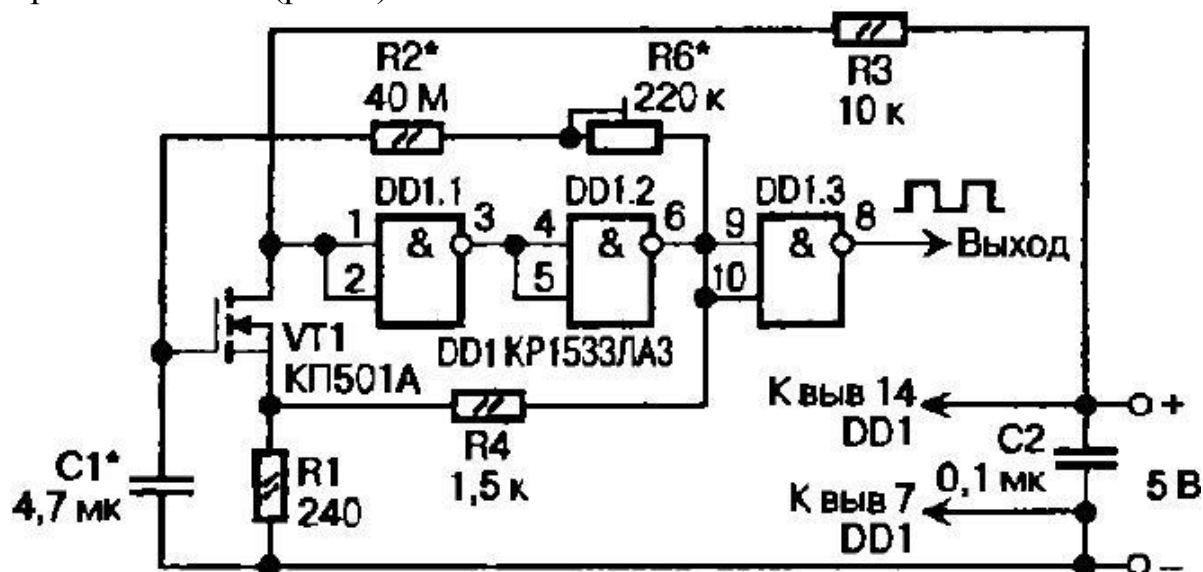 R2*
40 М
R6*
220 к
R3
10 к
DD1.1
DD1.2
DD1.3
1
2
&
3
4
5
&
6
9
10
&
8
Выход
VT1
КП501А
DD1 КР1533ЛА3
R4
1,5 к
C1*
4,7 мк
R1
240
К выв 14
DD1
C2
0,1 мк
К выв 7
DD1
+
5 В
−